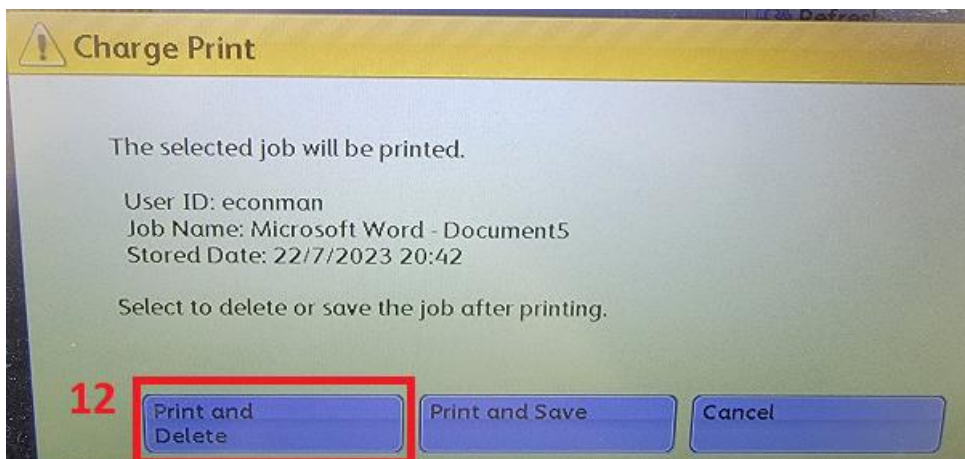 Refresh
Charge Print
The selected job will be printed.
User ID: econman
Job Name: Microsoft Word - Document5
Stored Date: 22/7/2023 20:42
Select to delete or save the job after printing.
12
Print and
Delete
Print and Save
Cancel